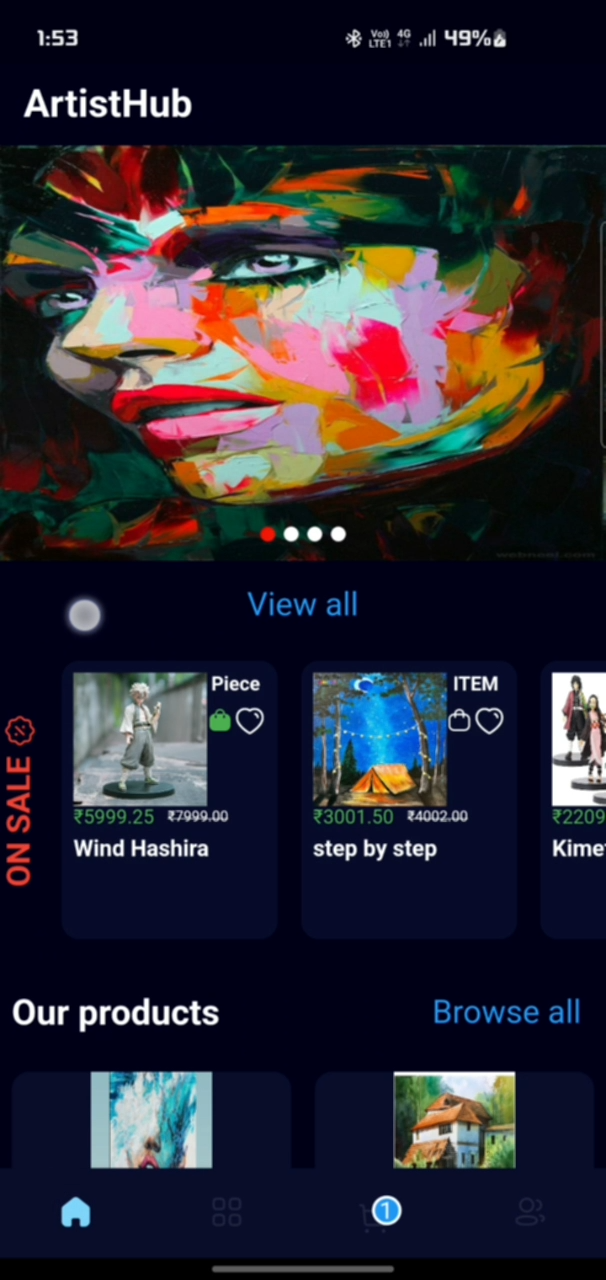 1:53
Vo))
LTE1
4G
49%
ArtistHub
View all
ON SALE
Piece
₹5999.25 ₹7999.00
Wind Hashira
ITEM
₹3001.50 ₹4002.00
step by step
₹2209
Kime
Our products
Browse all
1